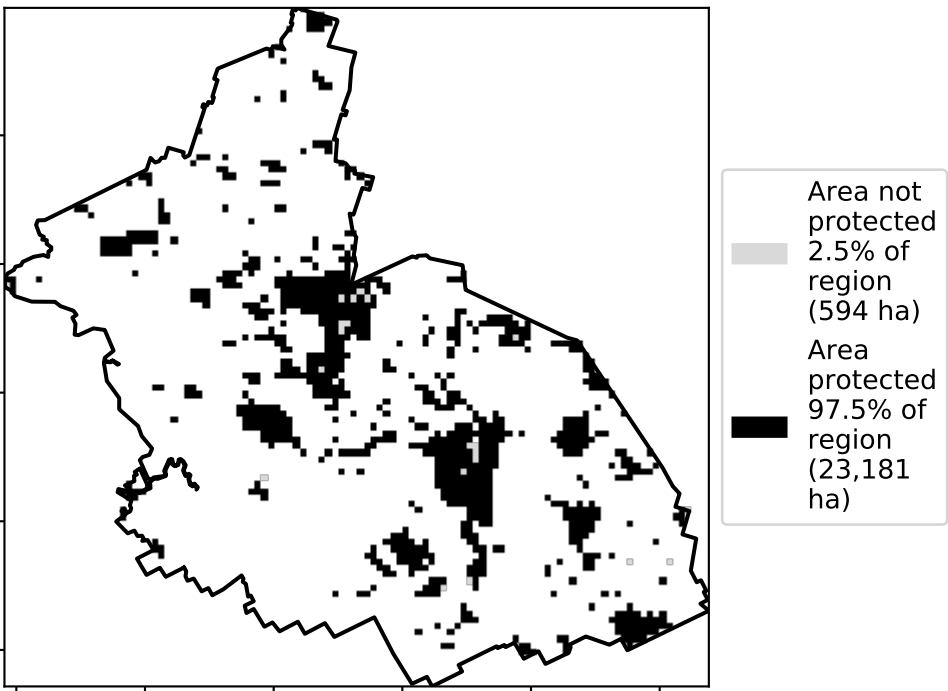 Area not
protected
2.5% of
region
(594 ha)
Area
protected
97.5% of
region
(23,181
ha)